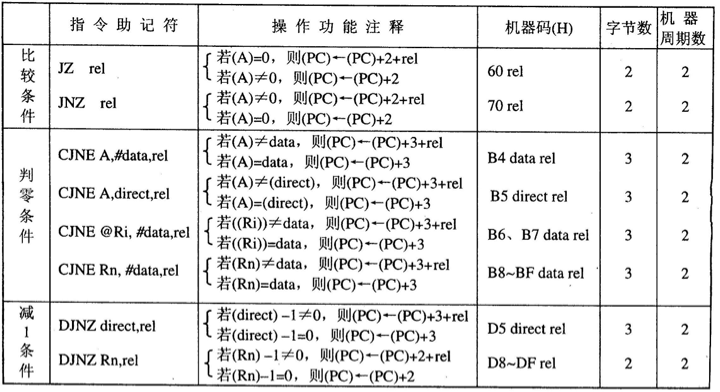 指令助记符 操作功能注释 机器码(H) 字节数 机器周期数
比较条件
JZ rel 若(A)=0，则(PC)←(PC)+2+rel 60 rel 2 2
若(A)≠0，则(PC)←(PC)+2
JNZ rel 若(A)≠0，则(PC)←(PC)+2+rel 70 rel 2 2
若(A)=0，则(PC)←(PC)+2
判零条件
CJNE A,#data,rel 若(A)≠data，则(PC)←(PC)+3+rel B4 data rel 3 2
若(A)=data，则(PC)←(PC)+3
CJNE A,direct,rel 若(A)≠(direct)，则(PC)←(PC)+3+rel B5 direct rel 3 2
若(A)=(direct)，则(PC)←(PC)+3
CJNE @Ri, #data,rel 若((Ri))≠data，则(PC)←(PC)+3+rel B6、B7 data rel 3 2
若((Ri))=data，则(PC)←(PC)+3
CJNE Rn, #data,rel 若(Rn)≠data，则(PC)←(PC)+3+rel B8~BF data rel 3 2
若(Rn)=data，则(PC)←(PC)+3
减1条件
DJNZ direct,rel 若(direct)-1≠0，则(PC)←(PC)+3+rel D5 direct rel 3 2
若(direct)-1=0，则(PC)←(PC)+3
DJNZ Rn,rel 若(Rn)-1≠0，则(PC)←(PC)+2+rel D8~DF rel 2 2
若(Rn)-1=0，则(PC)←(PC)+2